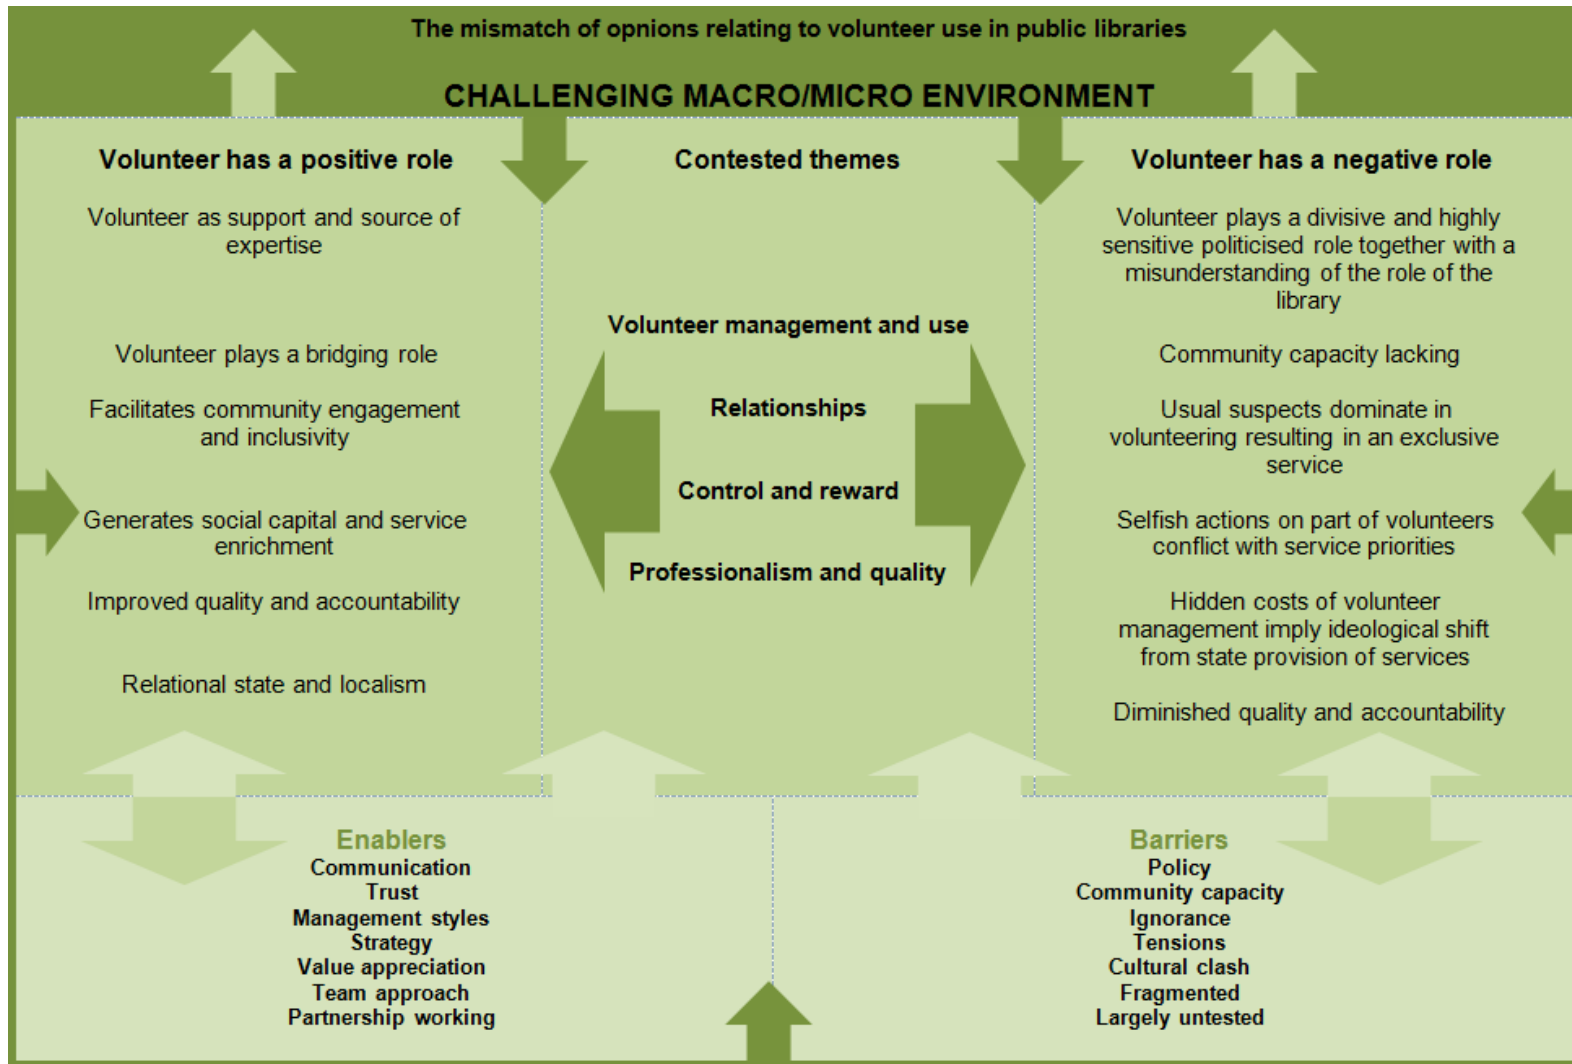 The mismatch of opnions relating to volunteer use in public libraries
CHALLENGING MACRO/MICRO ENVIRONMENT
Volunteer has a positive role
Volunteer as support and source of
expertise
Volunteer plays a bridging role
Facilitates community engagement
and inclusivity
Generates social capital and service
enrichment
Improved quality and accountability
Relational state and localism
Contested themes
Volunteer management and use
Relationships
Control and reward
Professionalism and quality
Volunteer has a negative role
Volunteer plays a divisive and highly
sensitive politicised role together with a
misunderstanding of the role of the
library
Community capacity lacking
Usual suspects dominate in
volunteering resulting in an exclusive
service
Selfish actions on part of volunteers
conflict with service priorities
Hidden costs of volunteer
management imply ideological shift
from state provision of services
Diminished quality and accountability
Enablers
Communication
Trust
Management styles
Strategy
Value appreciation
Team approach
Partnership working
Barriers
Policy
Community capacity
Ignorance
Tensions
Cultural clash
Fragmented
Largely untested